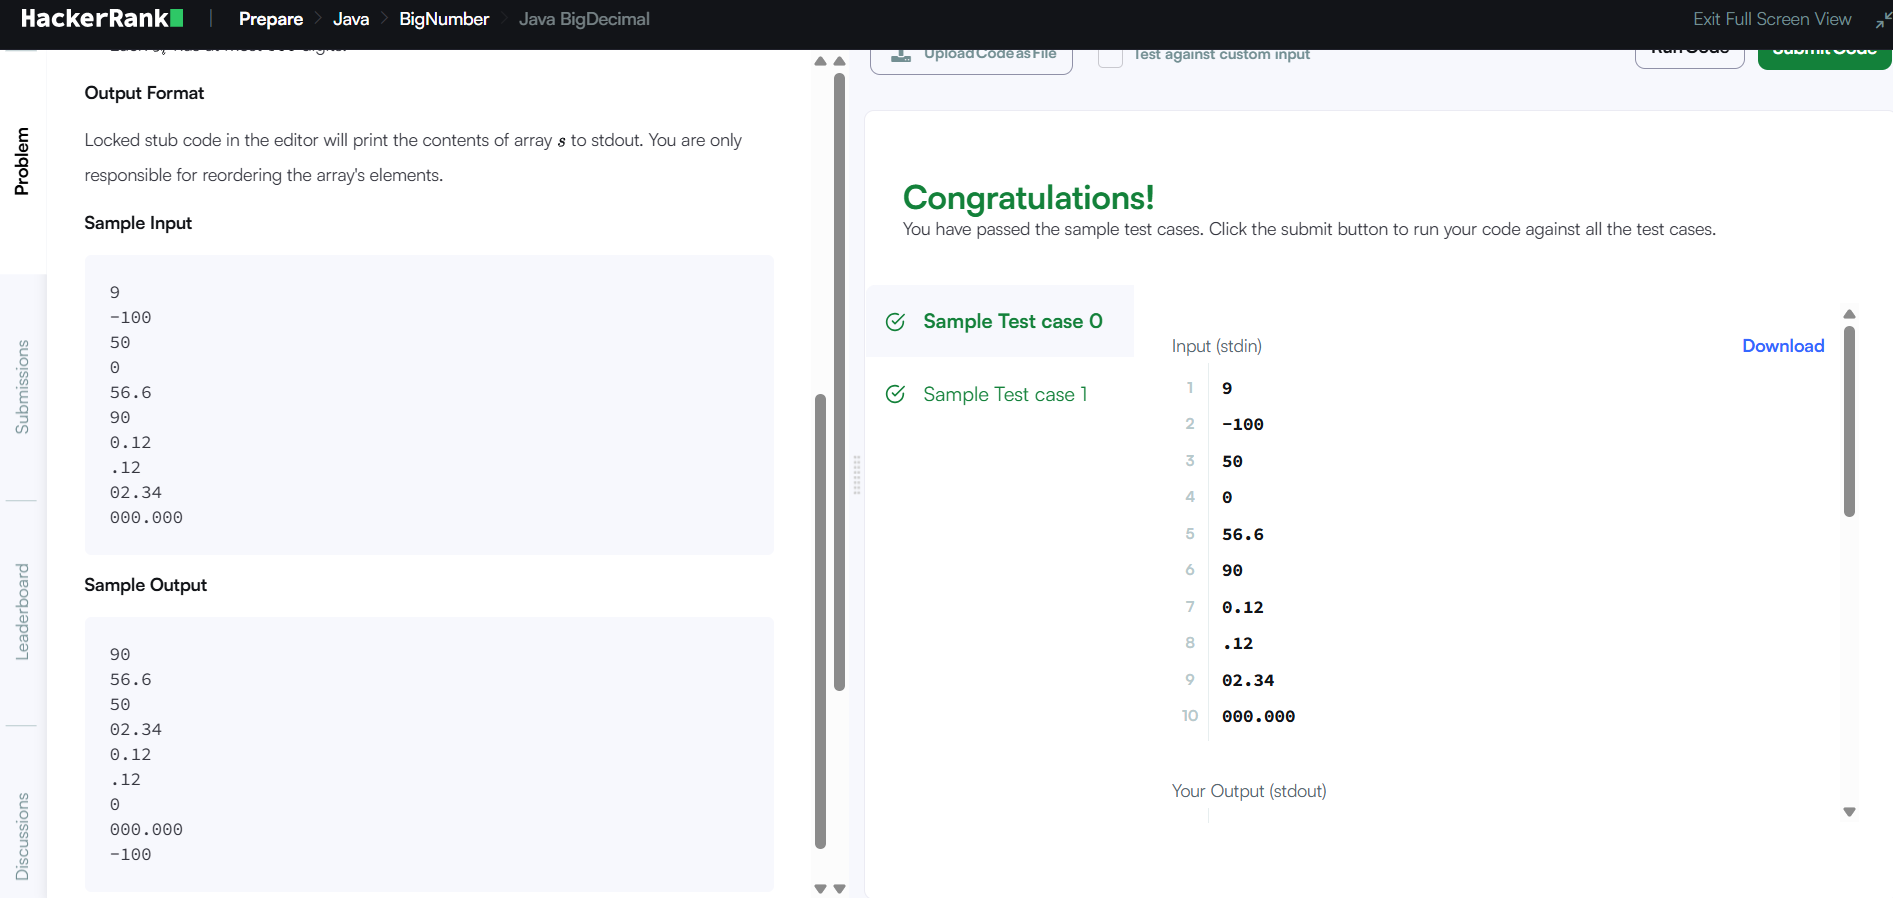 HackerRank
Prepare
Java
BigNumber
Java BigDecimal
Exit Full Screen View
Problem
Submissions
Leaderboard
Discussions
Output Format
Locked stub code in the editor will print the contents of array s to stdout. You are only
responsible for reordering the array's elements.
Sample Input
9
-100
50
0
56.6
90
0.12
.12
02.34
000.000
Sample Output
90
56.6
50
02.34
0.12
.12
0
000.000
-100
Upload Code as File
Test against custom input
Run Code
Submit Code
Congratulations!
You have passed the sample test cases. Click the submit button to run your code against all the test cases.
Sample Test case 0
Sample Test case 1
Input (stdin)
Download
1 9
2 -100
3 50
4 0
5 56.6
6 90
7 0.12
8 .12
9 02.34
10 000.000
Your Output (stdout)